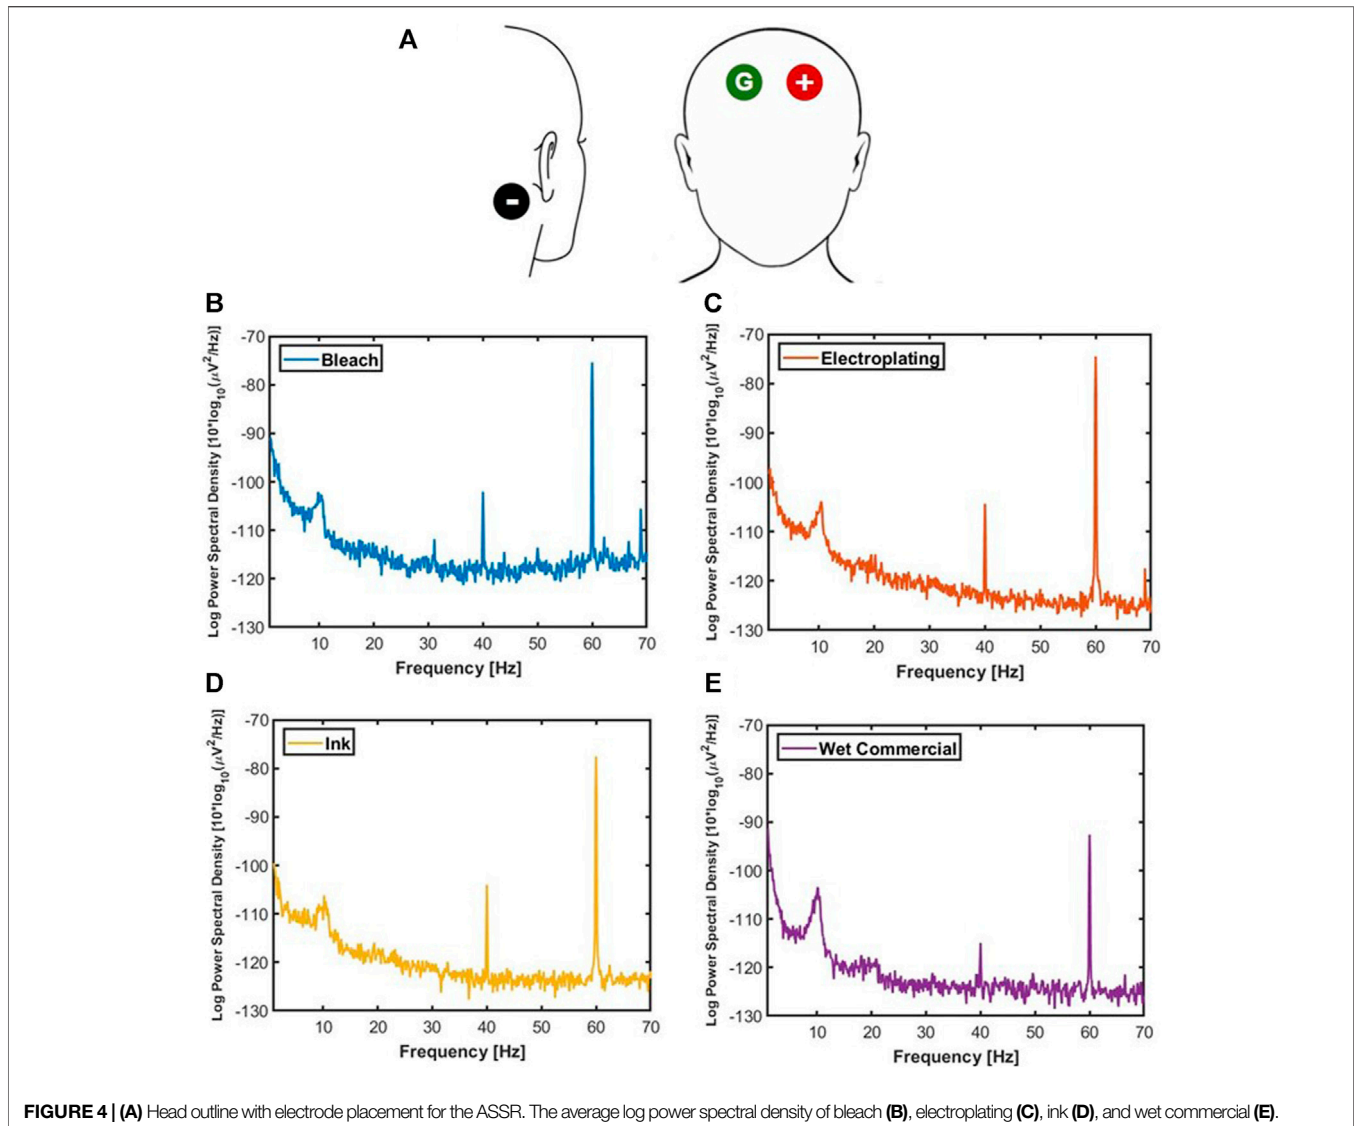 A
G
+
-
B
C
Log Power Spectral Density [10*log10(μV2/Hz)]
-70
-80
-90
-100
-110
-120
-130
Bleach
10 20 30 40 50 60 70
Frequency [Hz]
Log Power Spectral Density [10*log10(μV2/Hz)]
-70
-80
-90
-100
-110
-120
-130
Electroplating
10 20 30 40 50 60 70
Frequency [Hz]
D
E
Log Power Spectral Density [10*log10(μV2/Hz)]
-70
-80
-90
-100
-110
-120
-130
Ink
10 20 30 40 50 60 70
Frequency [Hz]
Log Power Spectral Density [10*log10(μV2/Hz)]
-70
-80
-90
-100
-110
-120
-130
Wet Commercial
10 20 30 40 50 60 70
Frequency [Hz]
FIGURE 4 | (A) Head outline with electrode placement for the ASSR. The average log power spectral density of bleach (B), electroplating (C), ink (D), and wet commercial (E).